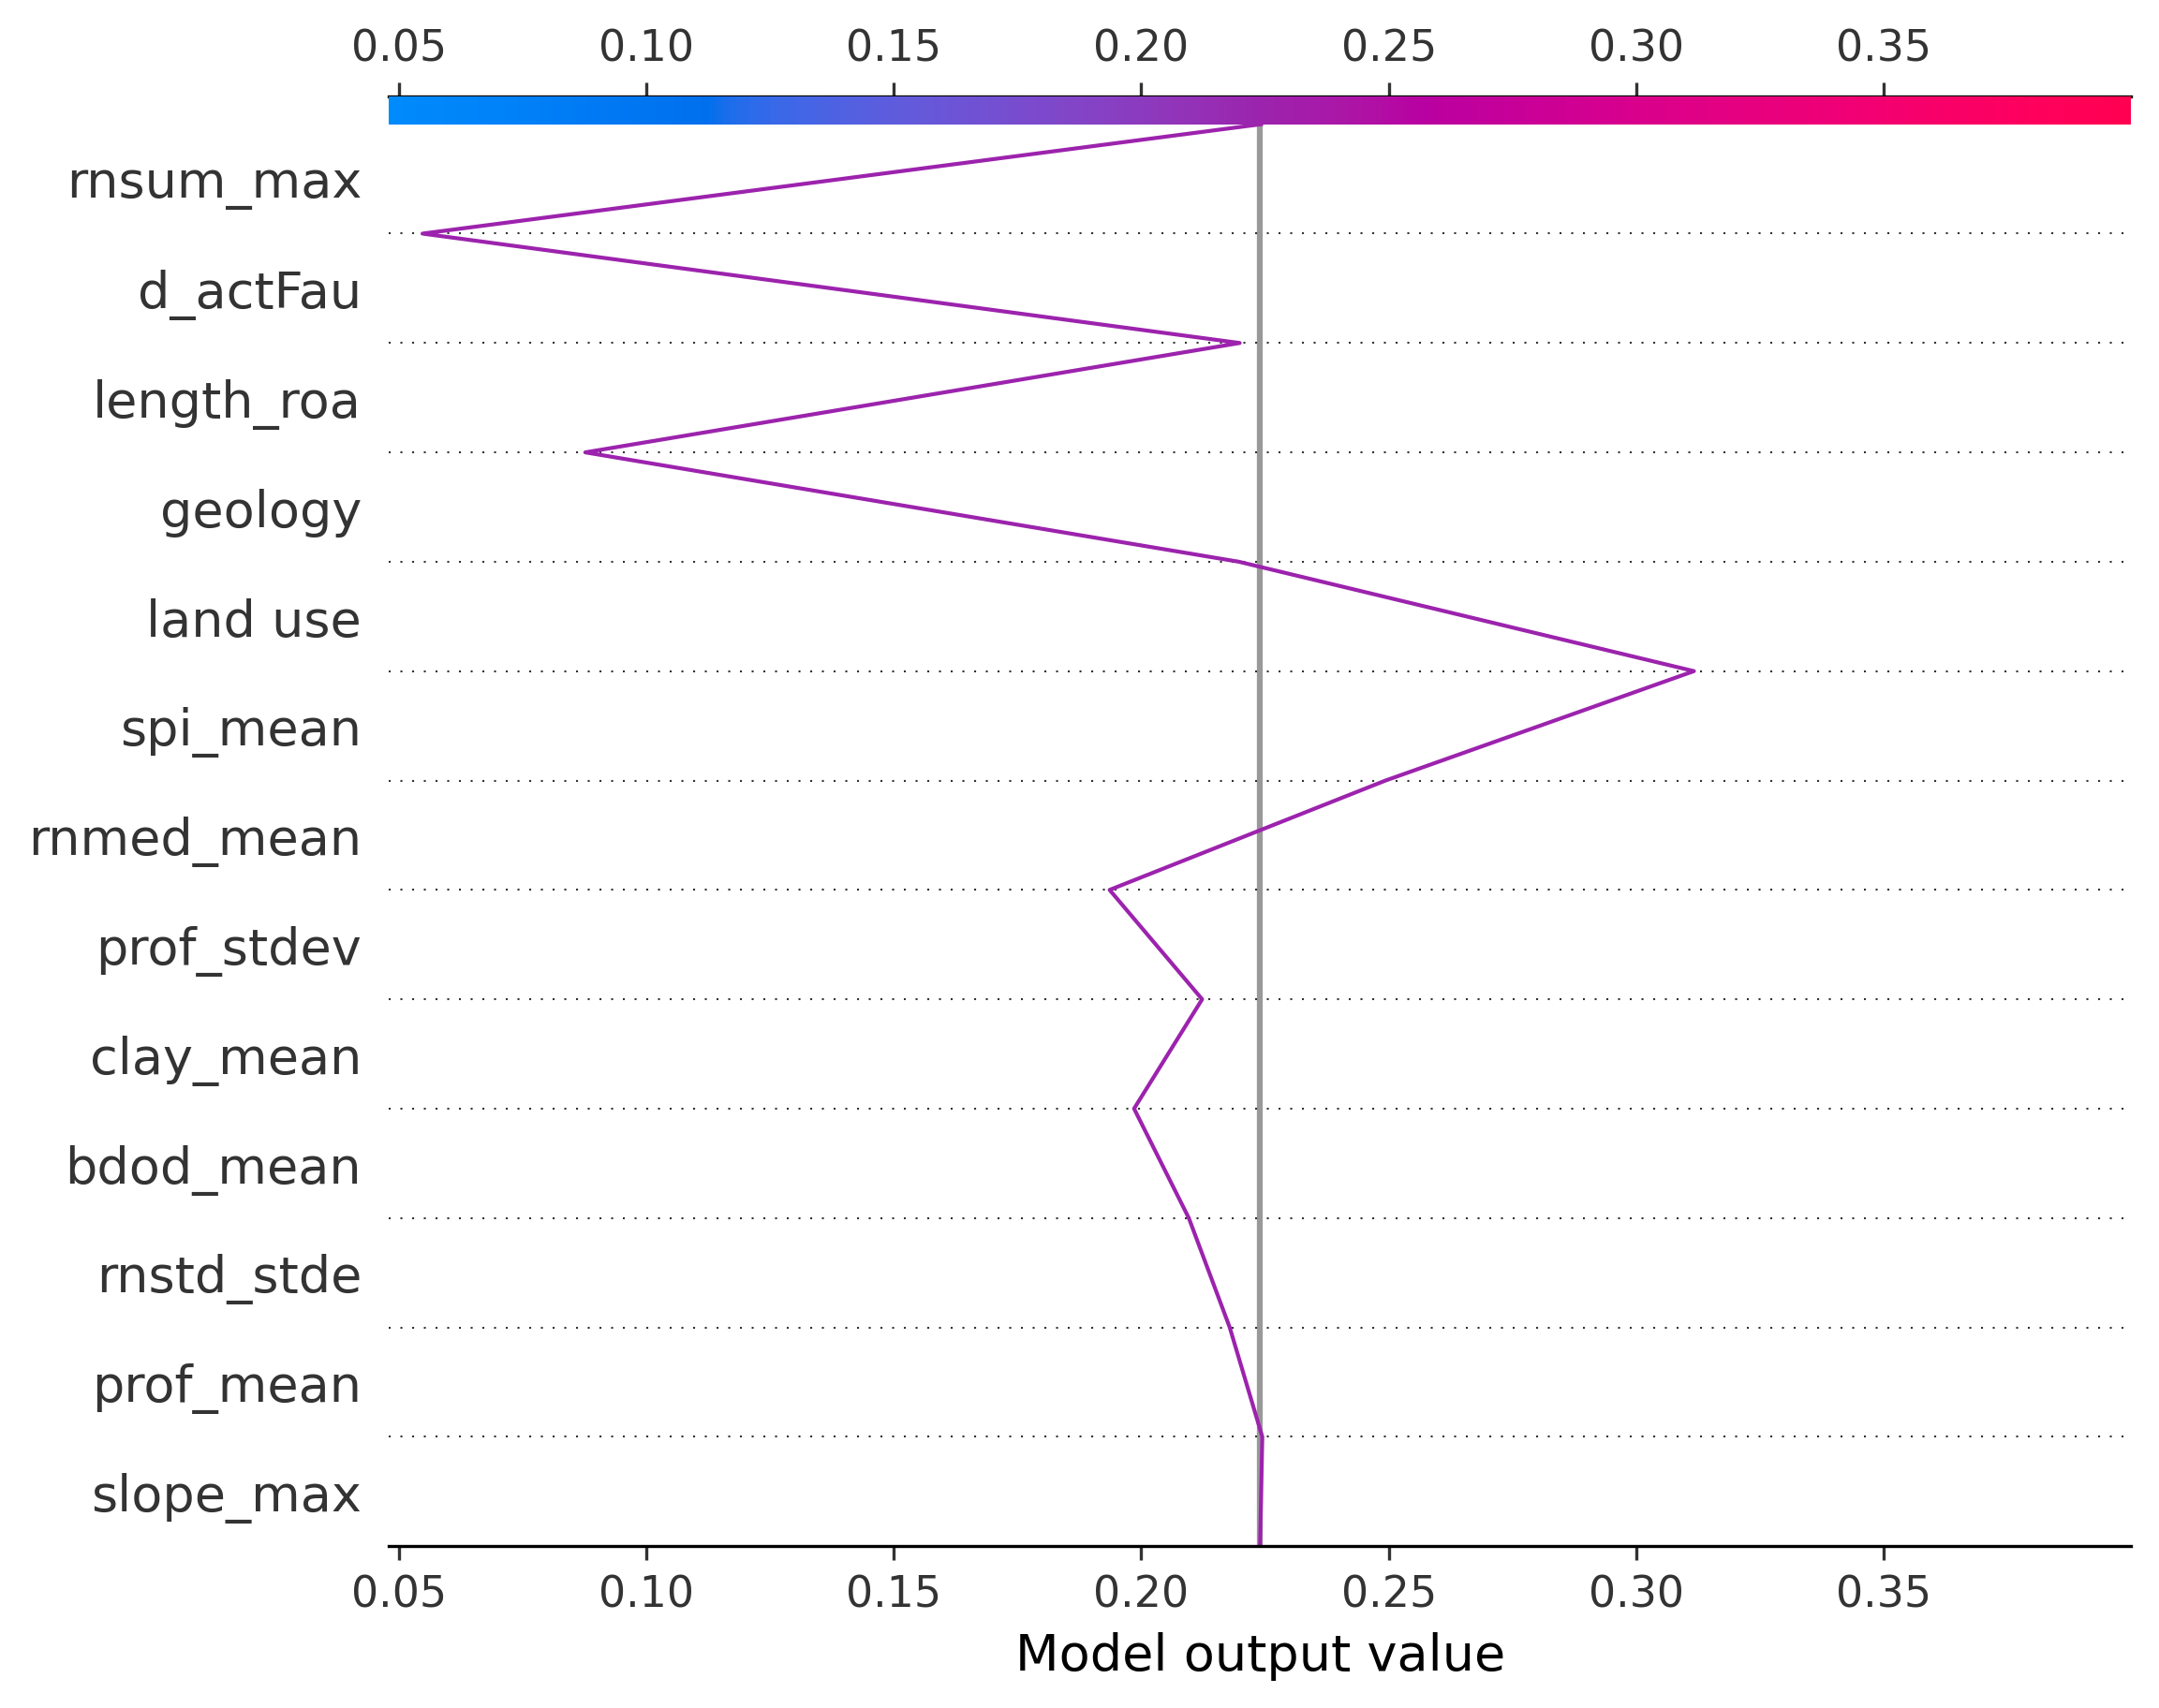 0.05 0.10 0.15 0.20 0.25 0.30 0.35
rnsum_max
d_actFau
length_roa
geology
land use
spi_mean
rnmed_mean
prof_stdev
clay_mean
bdod_mean
rnstd_stde
prof_mean
slope_max
0.05 0.10 0.15 0.20 0.25 0.30 0.35
Model output value